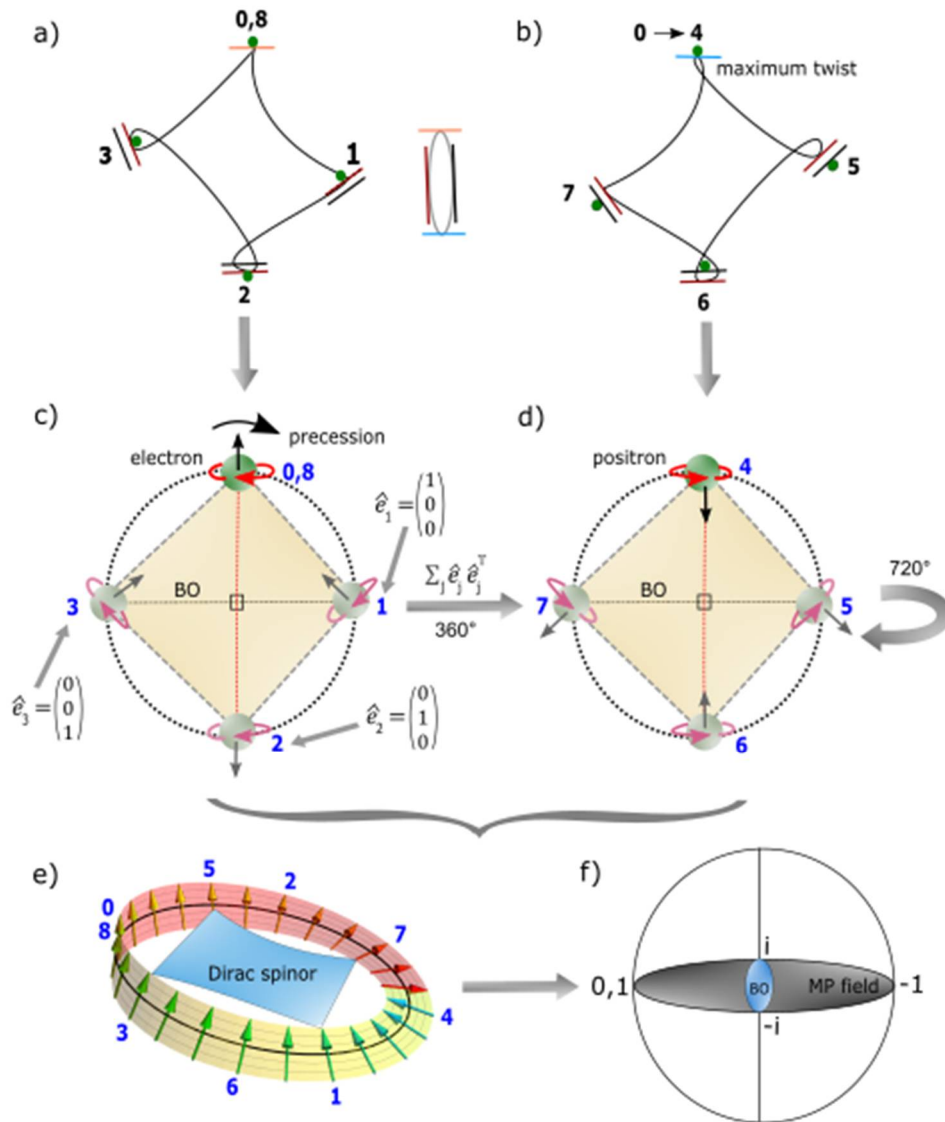 a)
0,8
3
1
2
b)
0 → 4
maximum twist
5
7
6
c)
precession
electron
0,8
ê₁ = (1 0 0)
BO
3
1
ê₃ = (0 0 1)
ê₂ = (0 1 0)
2
∑ⱼ êⱼ êⱼᵀ
360°
d)
positron
4
720°
BO
7
5
6
e)
5
2
0
8
7
Dirac spinor
4
3
6
1
f)
i
0,1
BO
MP field
-1
-i